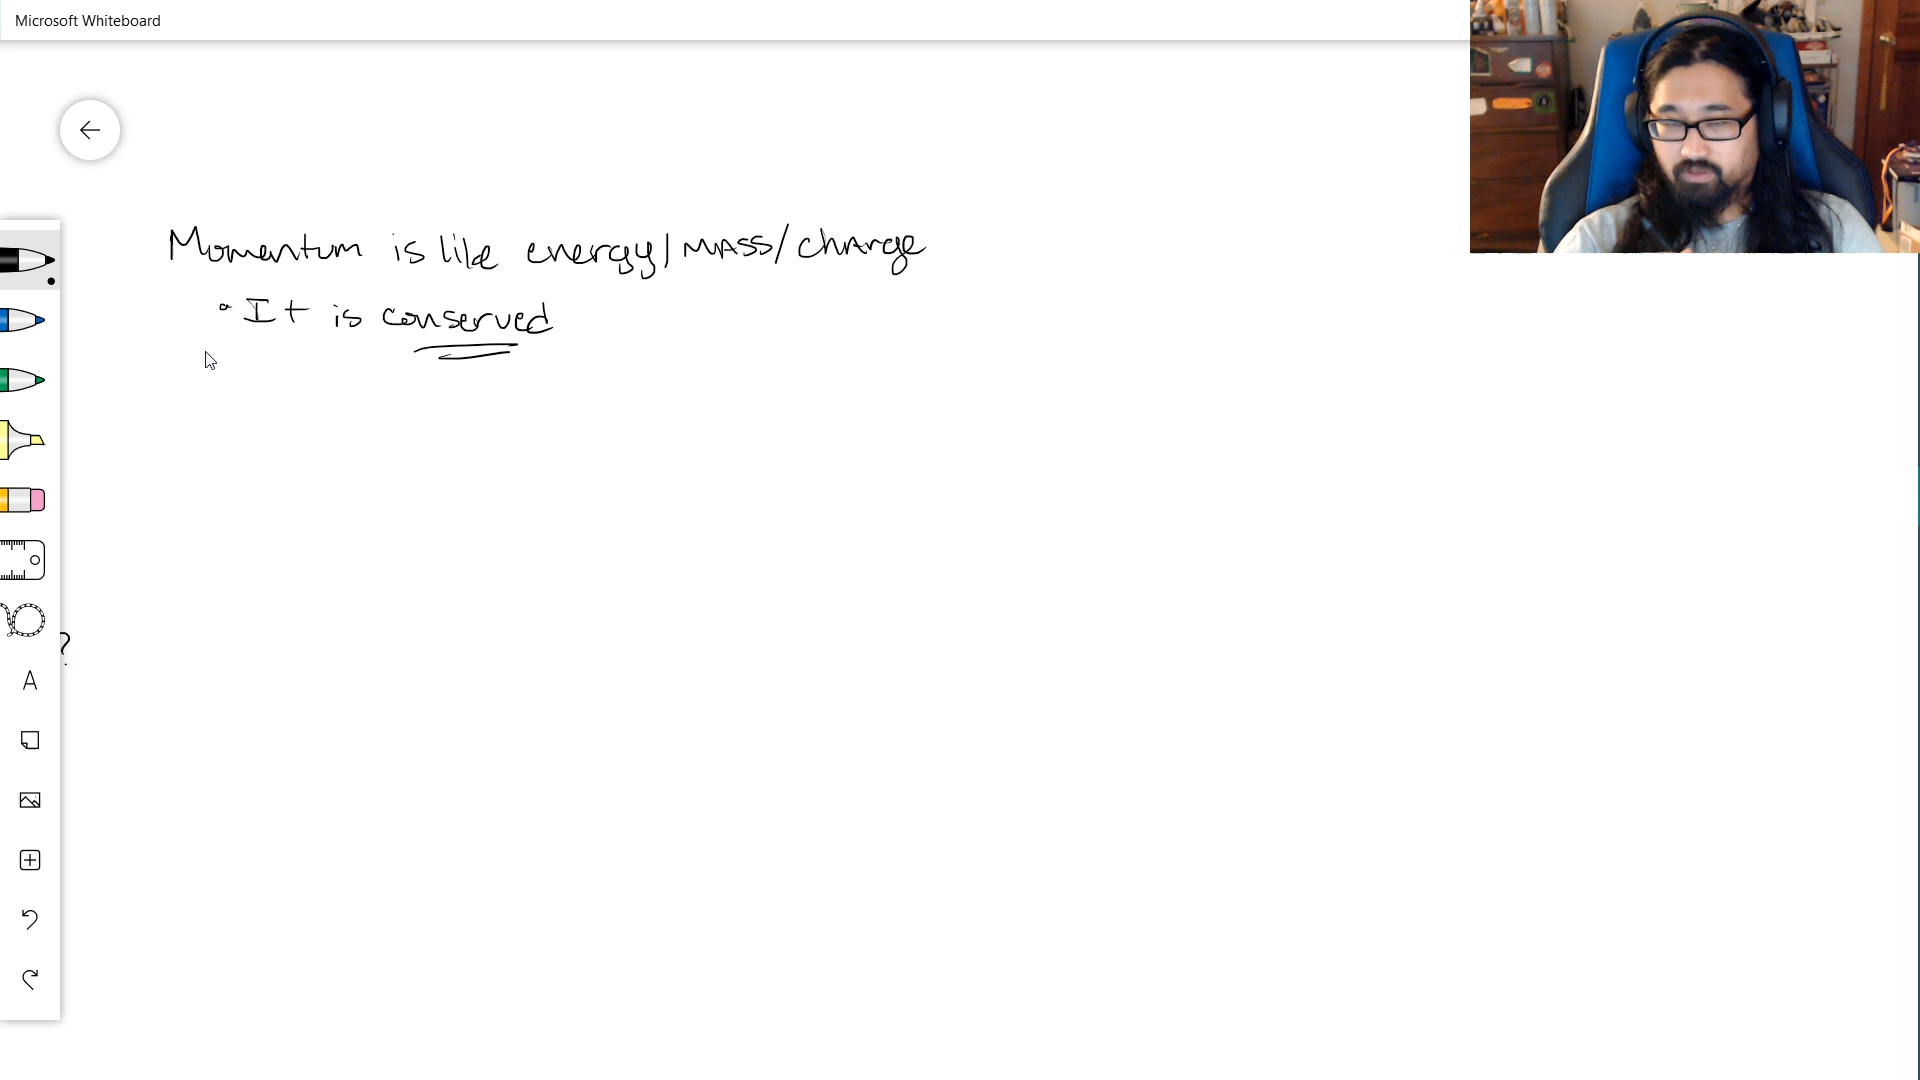 Microsoft Whiteboard
Momentum is like energy/MASS/chArge
• It is conserved
?
A